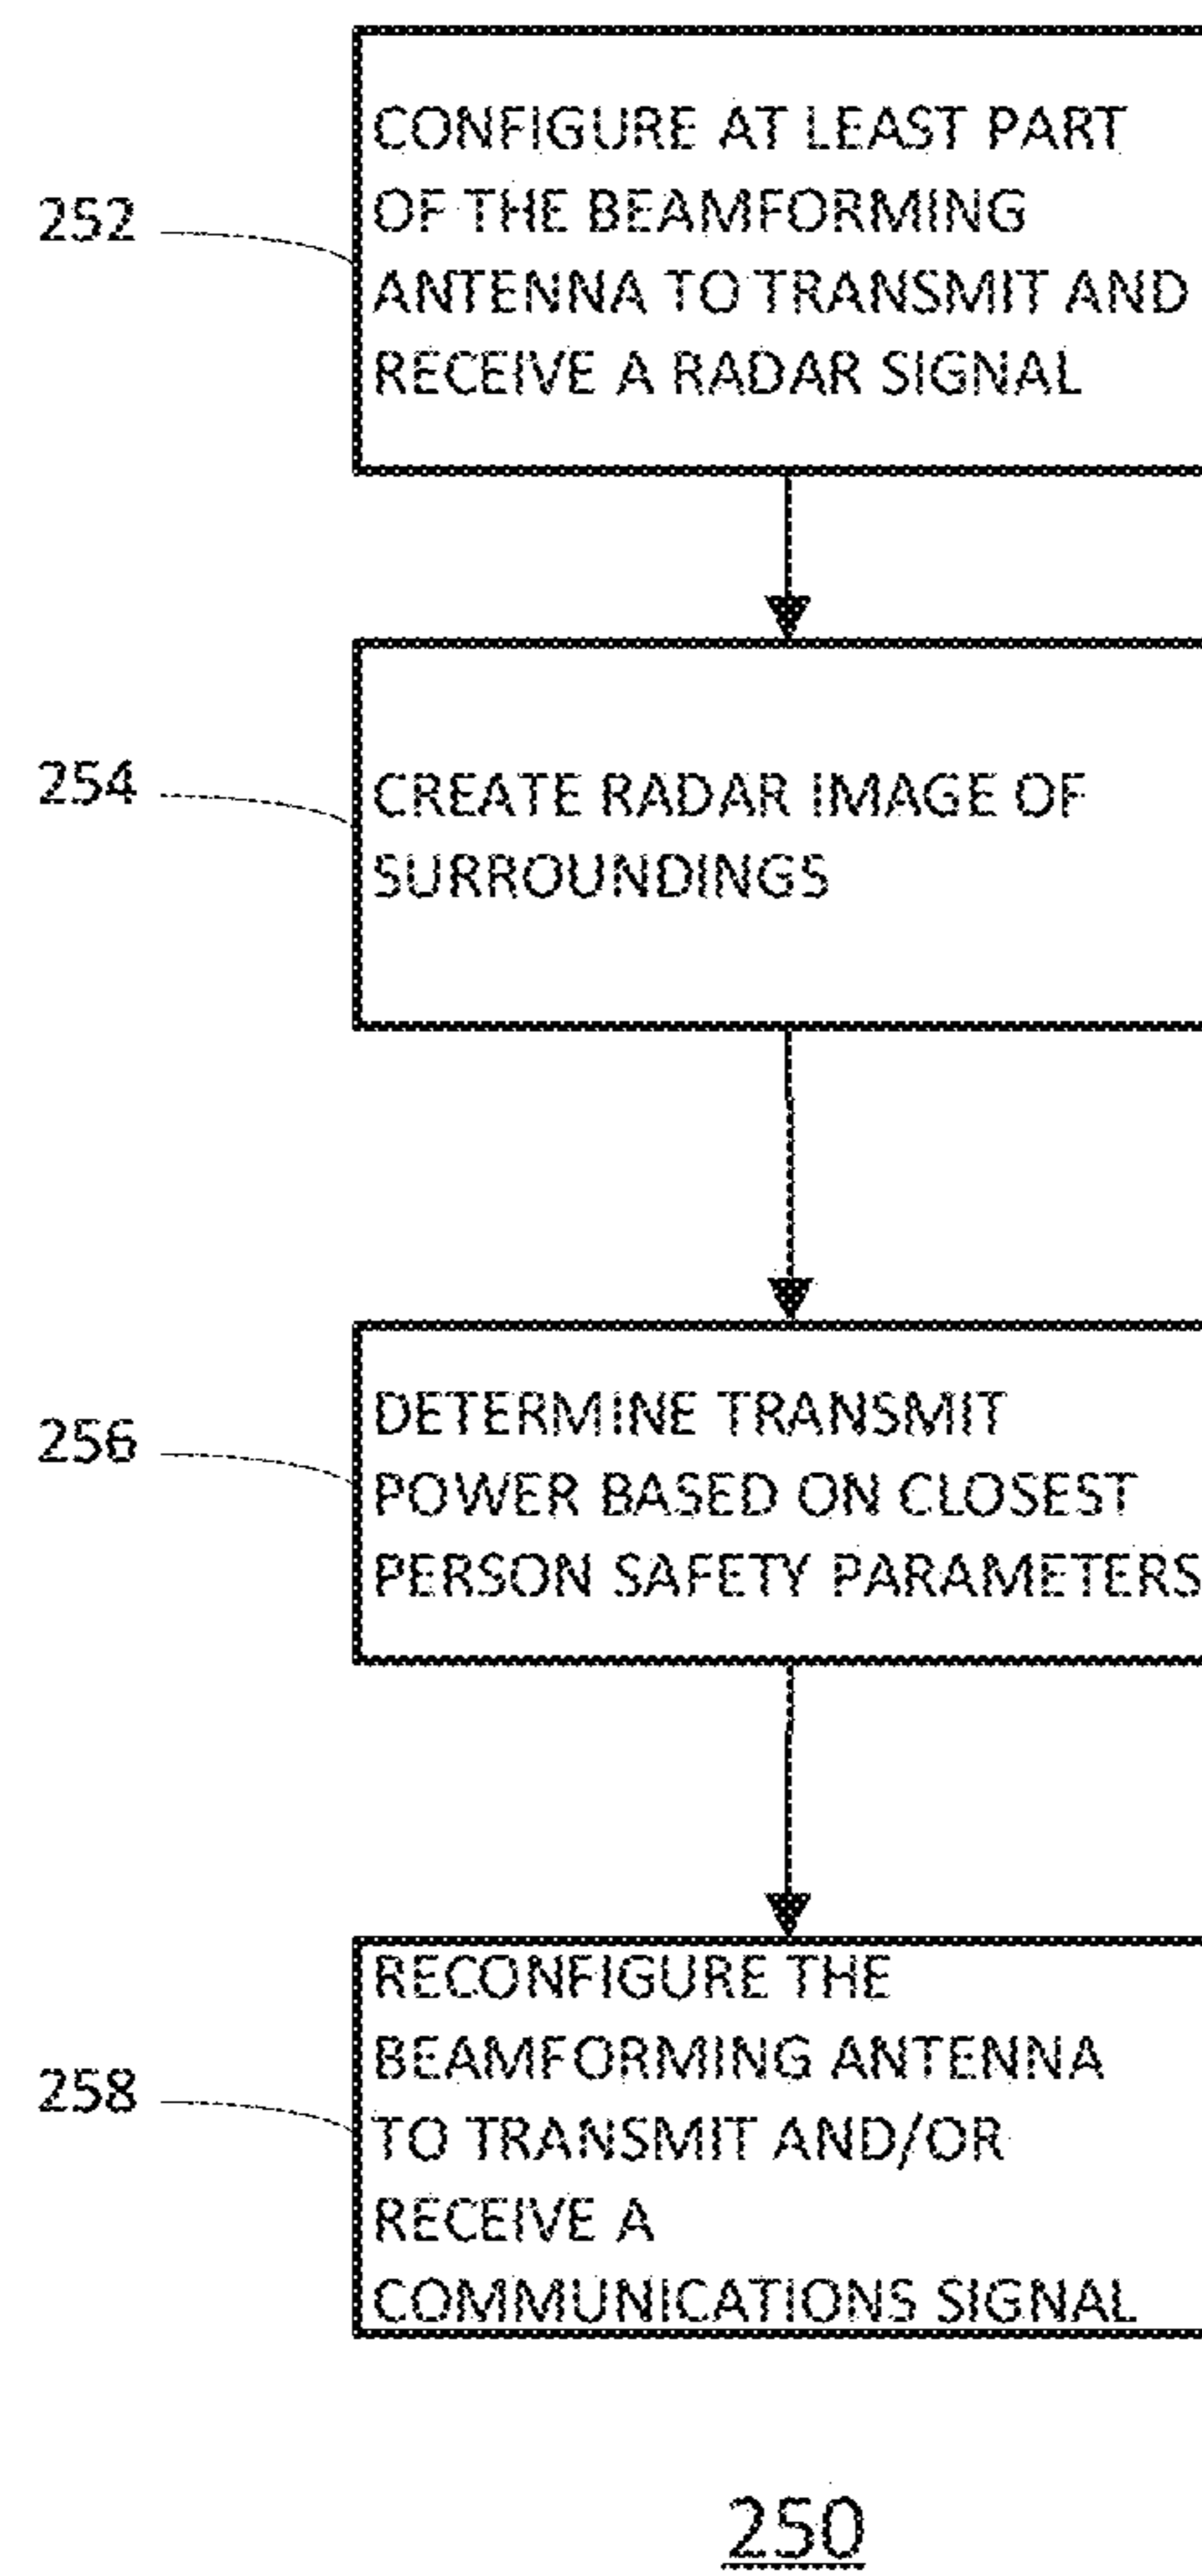 252
CONFIGURE AT LEAST PART
OF THE BEAMFORMING
ANTENNA TO TRANSMIT AND
RECEIVE A RADAR SIGNAL
254
CREATE RADAR IMAGE OF
SURROUNDINGS
256
DETERMINE TRANSMIT
POWER BASED ON CLOSEST
PERSON SAFETY PARAMETERS
258
RECONFIGURE THE
BEAMFORMING ANTENNA
TO TRANSMIT AND/OR
RECEIVE A
COMMUNICATIONS SIGNAL
250